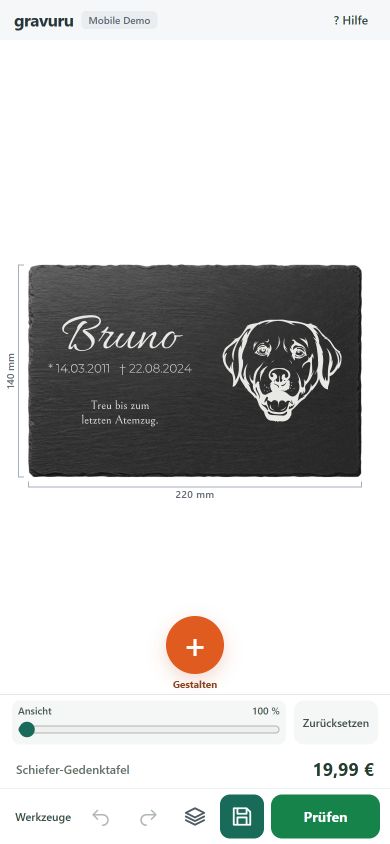 gravuru Mobile Demo ? Hilfe
140 mm
Bruno
* 14.03.2011 † 22.08.2024
Treu bis zum
letzten Atemzug.
220 mm
+
Gestalten
Ansicht 100 %
Zurücksetzen
Schiefer-Gedenktafel 19,99 €
Werkzeuge Prüfen